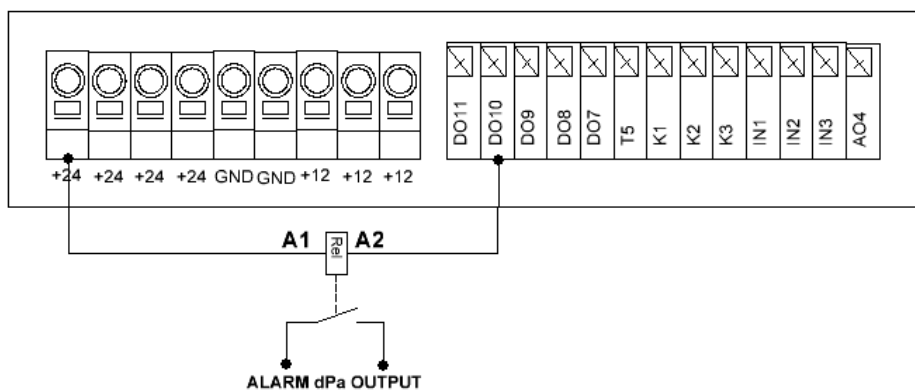 DO11 DO10 DO9 DO8 DO7 T5 K1 K2 K3 IN1 IN2 IN3 AO4
+24 +24 +24 +24 GND GND +12 +12 +12
A1 Rel A2
ALARM dPa OUTPUT